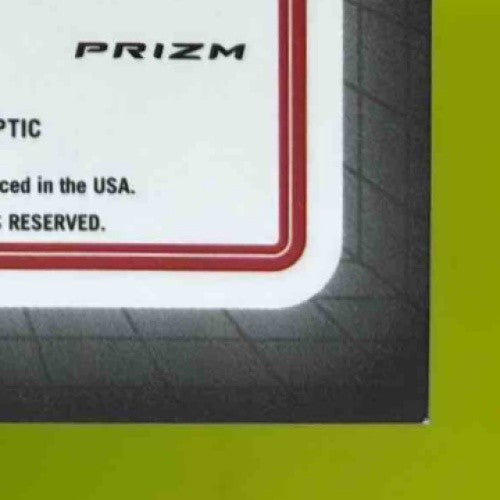 PRIZM
PTIC
ced in the USA.
RESERVED.